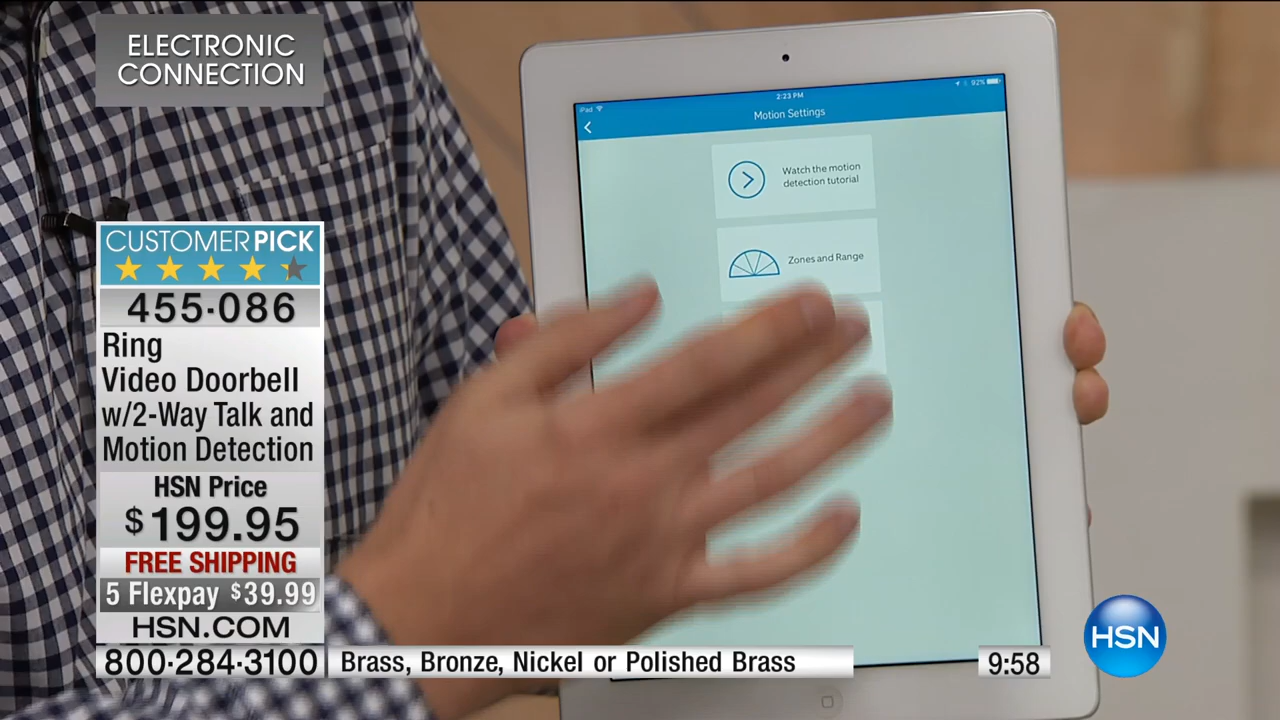 ELECTRONIC
CONNECTION
CUSTOMER PICK
455-086
Ring
Video Doorbell
w/2-Way Talk and
Motion Detection
HSN Price
$199.95
FREE SHIPPING
5 Flexpay $39.99
HSN.COM
800-284-3100
Brass, Bronze, Nickel or Polished Brass
9:58
HSN
iPad
2:23 PM
92%
Motion Settings
Watch the motion
detection tutorial
Zones and Range